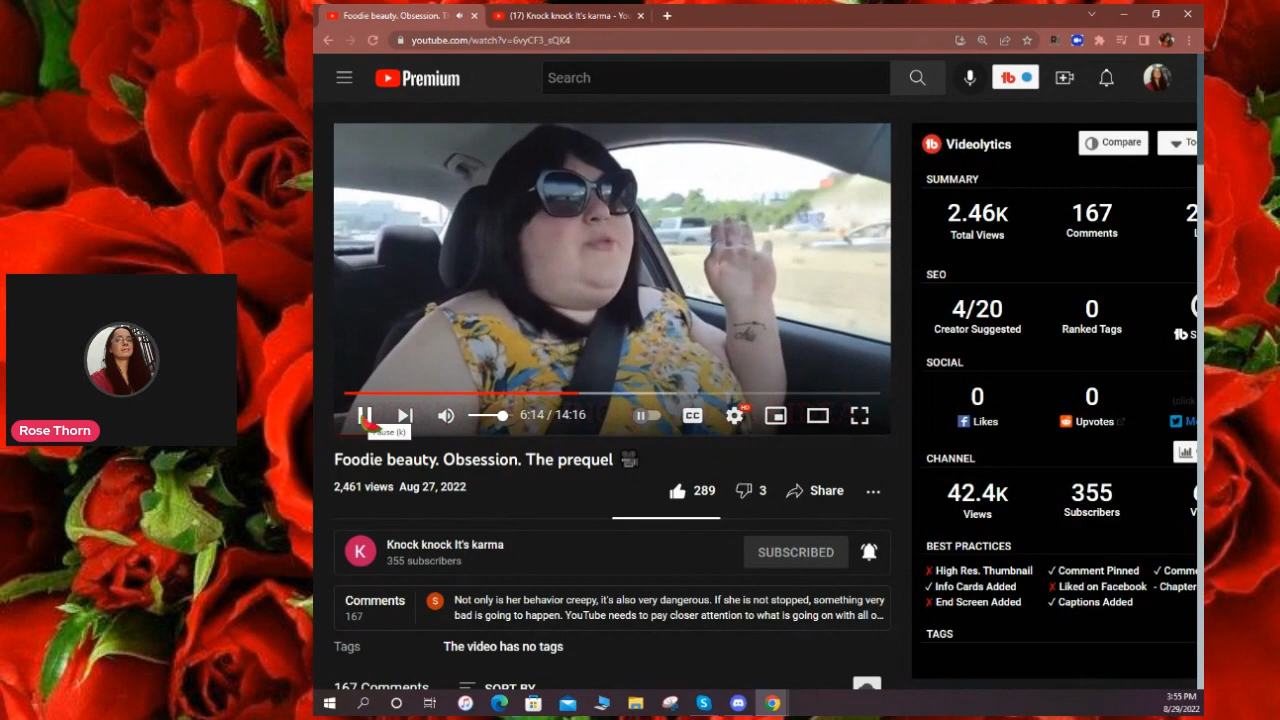 Foodie beauty. Obsession. T
(17) Knock knock It's karma - You
youtube.com/watch?v=6vyCF3_sQK4
Premium
Search
Videolytics
Compare
To
SUMMARY
2.46K
167
2
Total Views
Comments
SEO
4/20
0
Creator Suggested
Ranked Tags
SOCIAL
0
0
Likes
Upvotes
(click
6:14 / 14:16
CC
HD
Pause (k)
Rose Thorn
Foodie beauty. Obsession. The prequel
2,461 views Aug 27, 2022
289
3
Share
CHANNEL
42.4K
355
Views
Subscribers
K
Knock knock It's karma
355 subscribers
SUBSCRIBED
BEST PRACTICES
✗ High Res. Thumbnail
✓ Comment Pinned
✓ Comme
✓ Info Cards Added
✗ Liked on Facebook
- Chapter
✗ End Screen Added
✓ Captions Added
Comments
167
S
Not only is her behavior creepy, it's also very dangerous. If she is not stopped, something very
bad is going to happen. YouTube needs to pay closer attention to what is going on with all o...
TAGS
Tags
The video has no tags
167 Comments
SORT BY
3:55 PM
8/29/2022